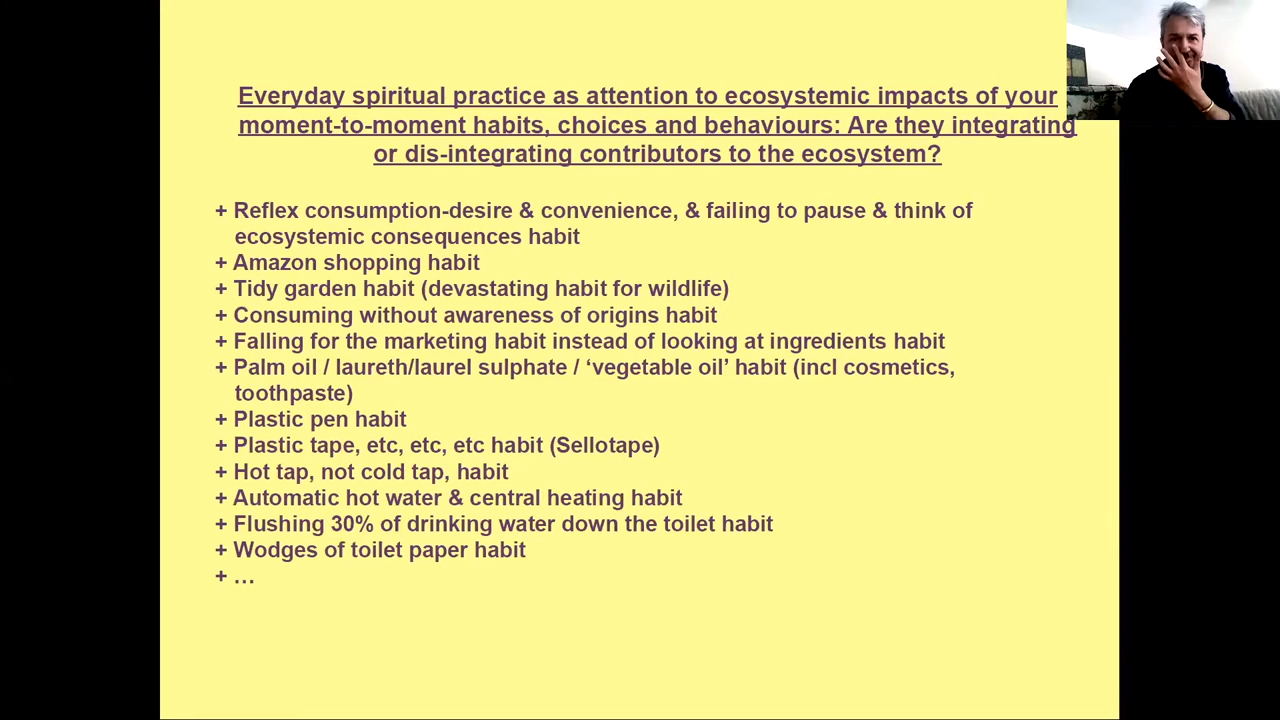 Everyday spiritual practice as attention to ecosystemic impacts of your
moment-to-moment habits, choices and behaviours: Are they integrating
or dis-integrating contributors to the ecosystem?
+ Reflex consumption-desire & convenience, & failing to pause & think of
ecosystemic consequences habit
+ Amazon shopping habit
+ Tidy garden habit (devastating habit for wildlife)
+ Consuming without awareness of origins habit
+ Falling for the marketing habit instead of looking at ingredients habit
+ Palm oil / laureth/laurel sulphate / ‘vegetable oil’ habit (incl cosmetics,
toothpaste)
+ Plastic pen habit
+ Plastic tape, etc, etc, etc habit (Sellotape)
+ Hot tap, not cold tap, habit
+ Automatic hot water & central heating habit
+ Flushing 30% of drinking water down the toilet habit
+ Wodges of toilet paper habit
+ …